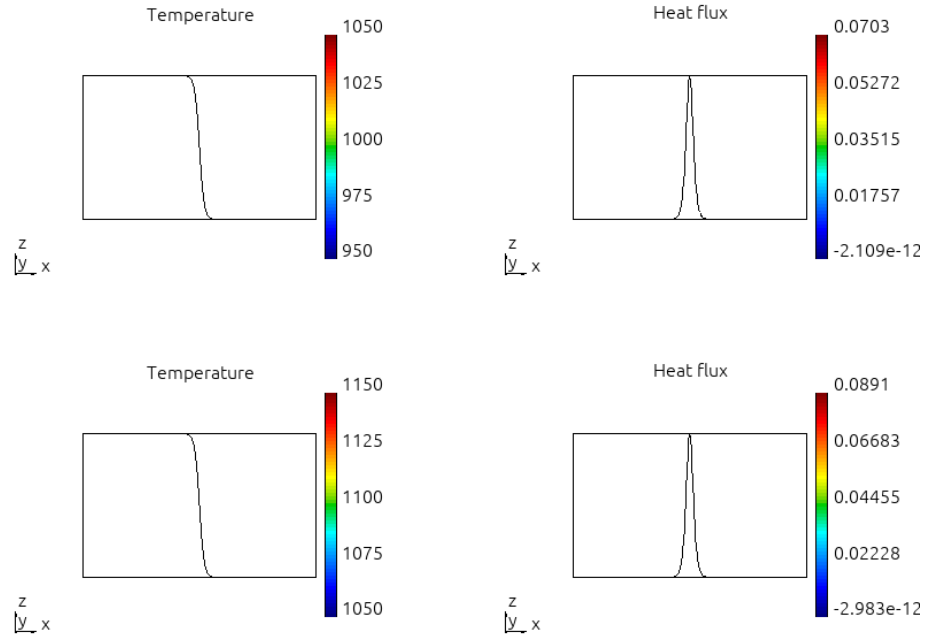 Temperature
1050
1025
1000
975
950
z
y x
Heat flux
0.0703
0.05272
0.03515
0.01757
-2.109e-12
z
y x
Temperature
1150
1125
1100
1075
1050
z
y x
Heat flux
0.0891
0.06683
0.04455
0.02228
-2.983e-12
z
y x